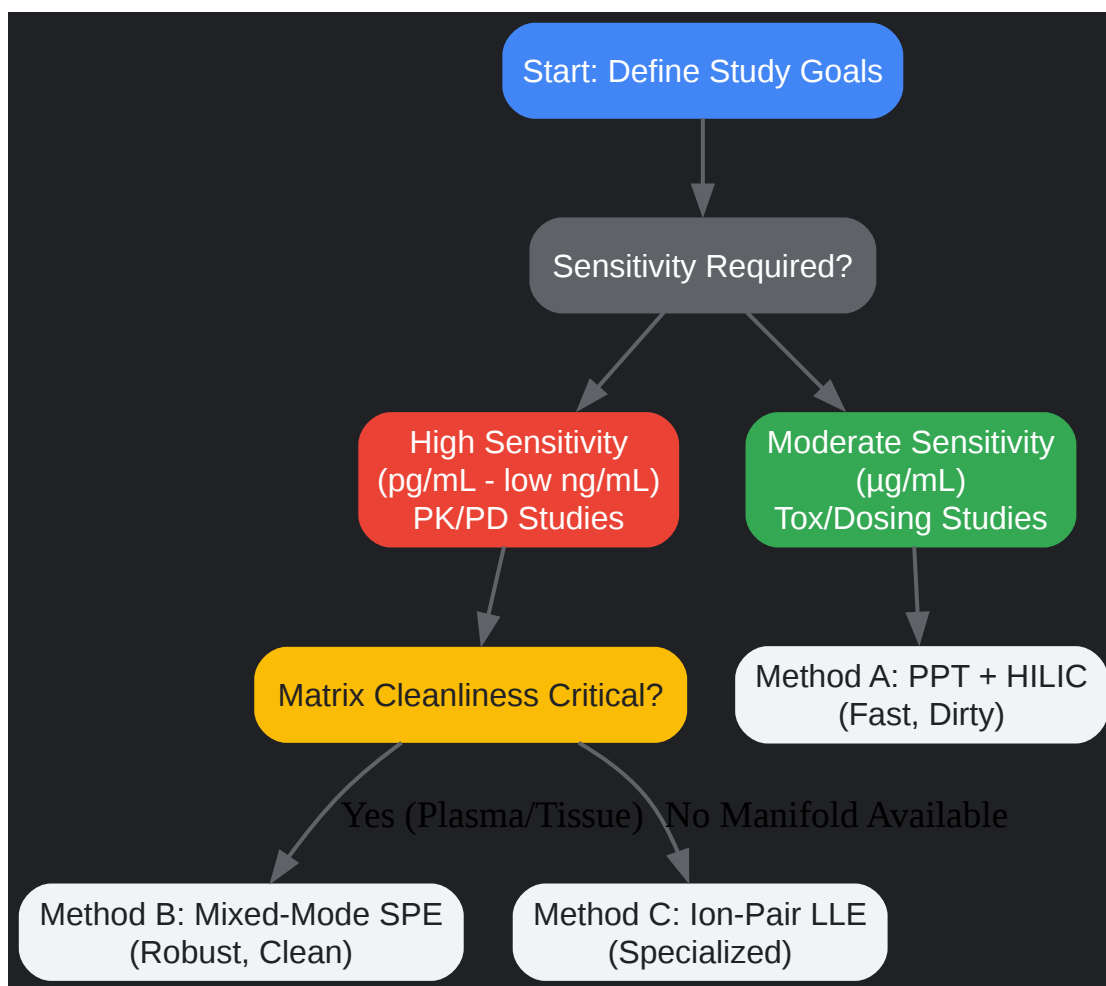 Start: Define Study Goals
Sensitivity Required?
High Sensitivity
(pg/mL - low ng/mL)
PK/PD Studies
Moderate Sensitivity
(µg/mL)
Tox/Dosing Studies
Matrix Cleanliness Critical?
Method A: PPT + HILIC
(Fast, Dirty)
Yes (Plasma/Tissue)
No Manifold Available
Method B: Mixed-Mode SPE
(Robust, Clean)
Method C: Ion-Pair LLE
(Specialized)